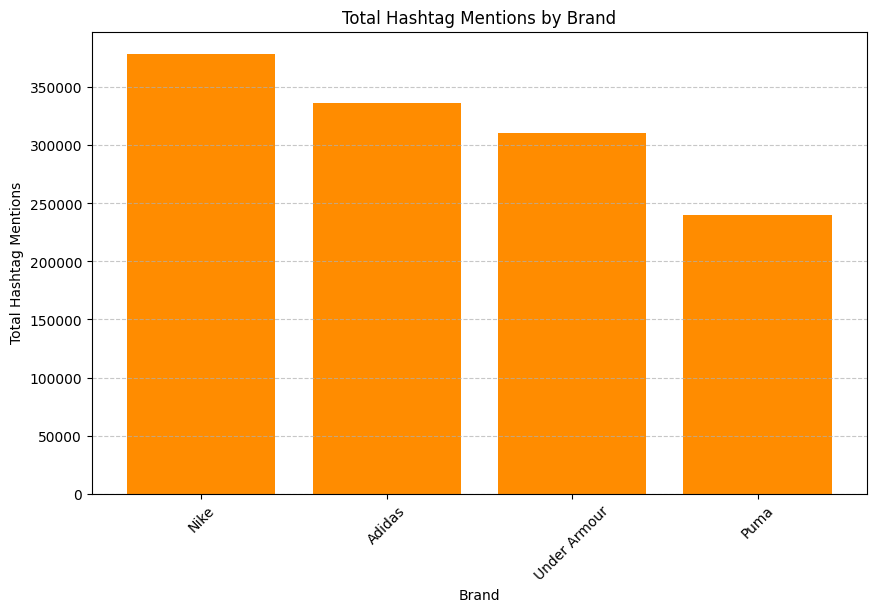 Total Hashtag Mentions by Brand
Total Hashtag Mentions
350000
300000
250000
200000
150000
100000
50000
0
Nike
Adidas
Under Armour
Puma
Brand